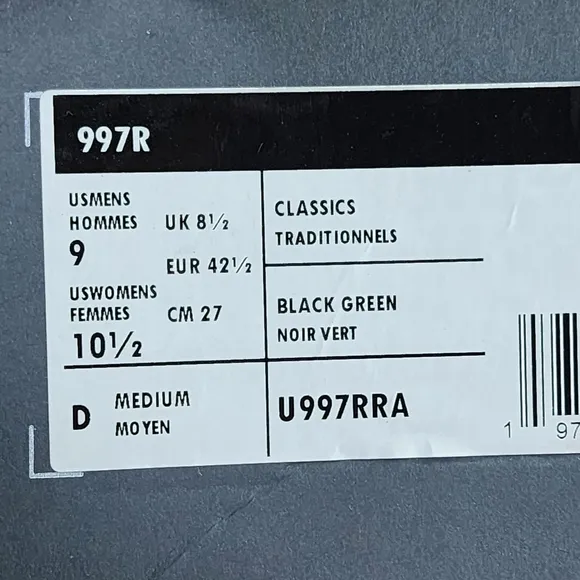 997R
USMENS
HOMMES
9
UK 8½
EUR 42½
USWOMENS
FEMMES
10½
CM 27
CLASSICS
TRADITIONNELS
BLACK GREEN
NOIR VERT
D
MEDIUM
MOYEN
U997RRA
1 97